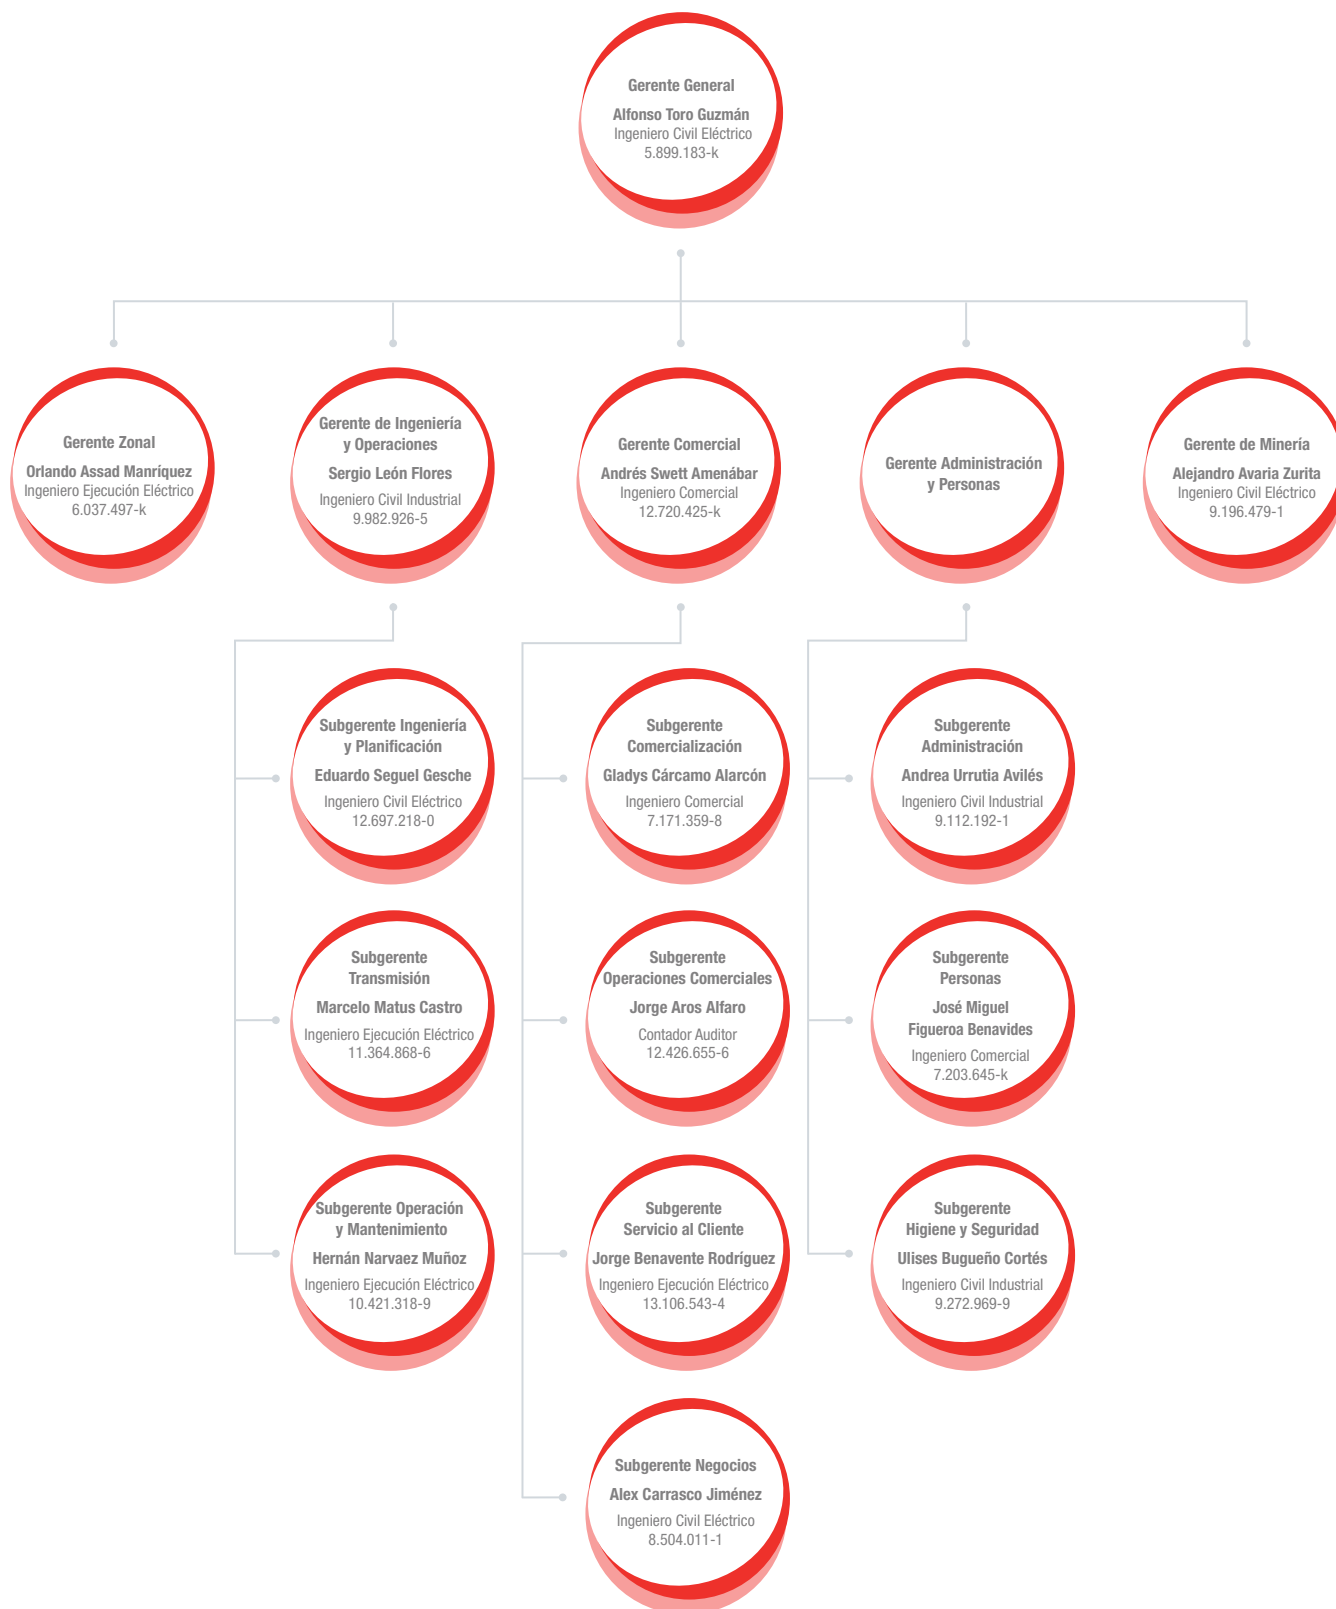 Gerente General
Alfonso Toro Guzmán
Ingeniero Civil Eléctrico
5.899.183-k
Gerente Zonal
Orlando Assad Manríquez
Ingeniero Ejecución Eléctrico
6.037.497-k
Gerente de Ingeniería
y Operaciones
Sergio León Flores
Ingeniero Civil Industrial
9.982.926-5
Gerente Comercial
Andrés Swett Amenábar
Ingeniero Comercial
12.720.425-k
Gerente Administración
y Personas
Gerente de Minería
Alejandro Avaria Zurita
Ingeniero Civil Eléctrico
9.196.479-1
Subgerente Ingeniería
y Planificación
Eduardo Seguel Gesche
Ingeniero Civil Eléctrico
12.697.218-0
Subgerente
Comercialización
Gladys Cárcamo Alarcón
Ingeniero Comercial
7.171.359-8
Subgerente
Administración
Andrea Urrutia Avilés
Ingeniero Civil Industrial
9.112.192-1
Subgerente
Transmisión
Marcelo Matus Castro
Ingeniero Ejecución Eléctrico
11.364.868-6
Subgerente
Operaciones Comerciales
Jorge Aros Alfaro
Contador Auditor
12.426.655-6
Subgerente
Personas
José Miguel
Figueroa Benavides
Ingeniero Comercial
7.203.645-k
Subgerente Operación
y Mantenimiento
Hernán Narvaez Muñoz
Ingeniero Ejecución Eléctrico
10.421.318-9
Subgerente
Servicio al Cliente
Jorge Benavente Rodríguez
Ingeniero Ejecución Eléctrico
13.106.543-4
Subgerente
Higiene y Seguridad
Ulises Bugueño Cortés
Ingeniero Civil Industrial
9.272.969-9
Subgerente Negocios
Alex Carrasco Jiménez
Ingeniero Civil Eléctrico
8.504.011-1